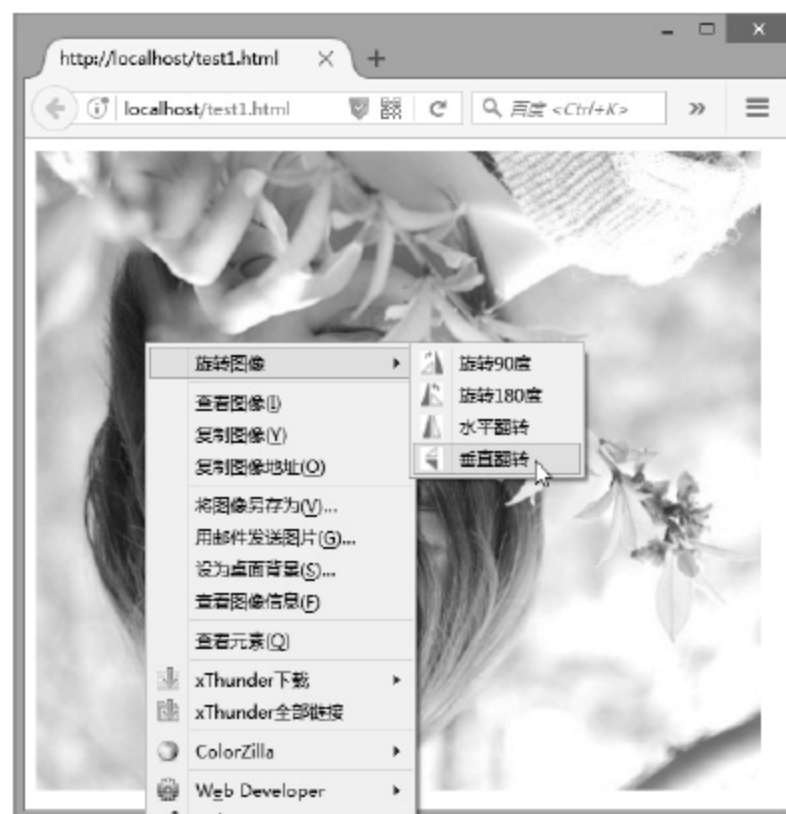 http://localhost/test1.html
localhost/test1.html
百度 <Ctrl+K>
旋转图像
旋转90度
旋转180度
水平翻转
垂直翻转
查看图像(I)
复制图像(Y)
复制图像地址(O)
将图像另存为(V)...
用邮件发送图片(G)...
设为桌面背景(S)...
查看图像信息(F)
查看元素(Q)
xThunder下载
xThunder全部链接
ColorZilla
Web Developer